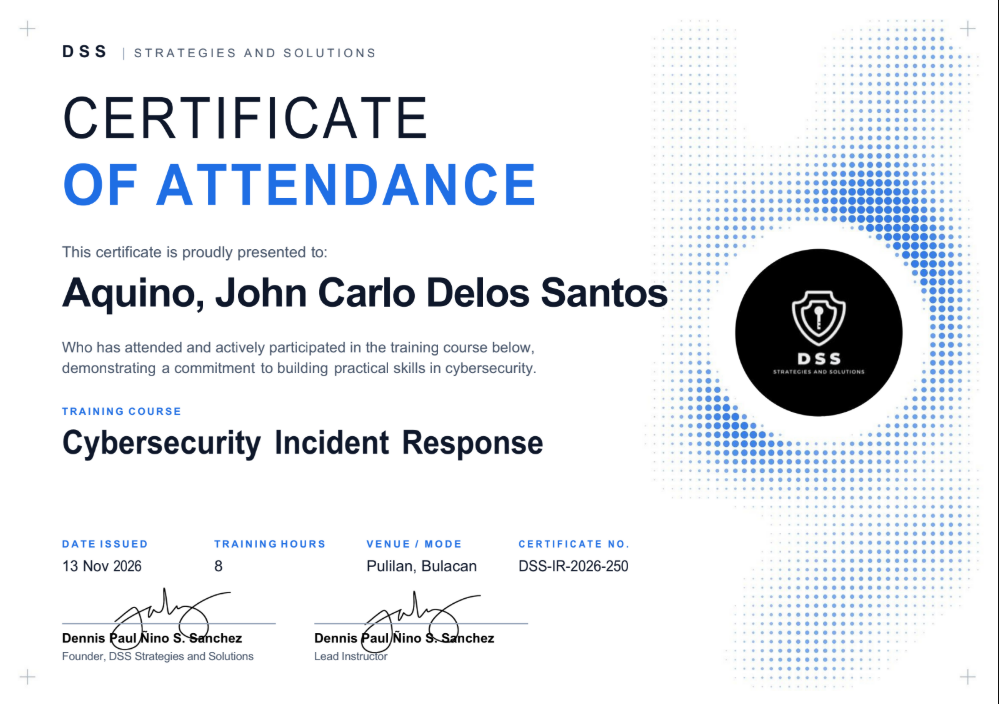 DSS | STRATEGIES AND SOLUTIONS
CERTIFICATE
OF ATTENDANCE
This certificate is proudly presented to:
Aquino, John Carlo Delos Santos
Who has attended and actively participated in the training course below,
demonstrating a commitment to building practical skills in cybersecurity.
TRAINING COURSE
Cybersecurity Incident Response
DSS
STRATEGIES AND SOLUTIONS
DATE ISSUED TRAINING HOURS VENUE / MODE CERTIFICATE NO.
13 Nov 2026 8 Pulilan, Bulacan DSS-IR-2026-250
Dennis Paul Ñino S. Sanchez Dennis Paul Ñino S. Sanchez
Founder, DSS Strategies and Solutions Lead Instructor